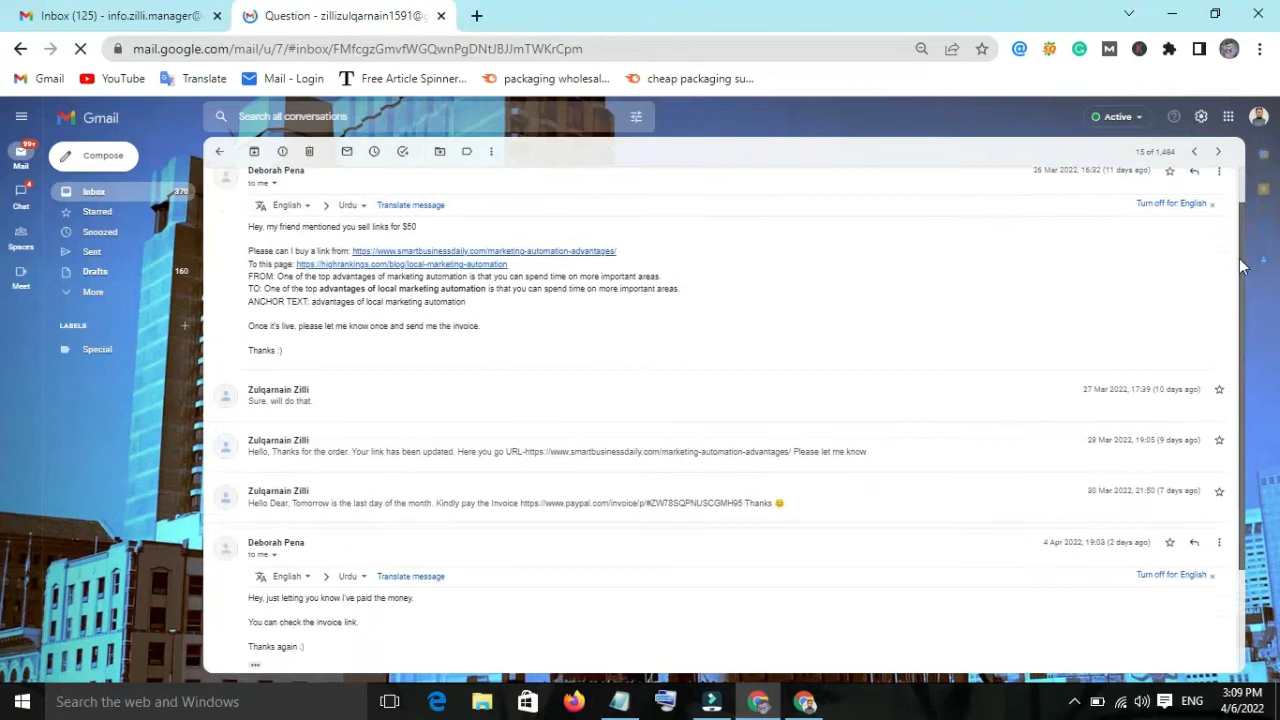 Inbox (125) - info.zilli.manager@
Question - zillizulqarnain1591@g
mail.google.com/mail/u/7/#inbox/FMfcgzGmvfWGQwnPgDNtJBJJmTWKrCpm
Gmail
YouTube
Translate
Mail - Login
Free Article Spinner...
packaging wholesal...
cheap packaging su...
Gmail
Search all conversations
Active
99+
Mail
Compose
15 of 1,484
Inbox 376
Chat
4
Starred
Snoozed
Spaces
Sent
Meet
Drafts 160
More
LABELS
Special
Deborah Pena
26 Mar 2022, 16:32 (11 days ago)
to me
English
Urdu
Translate message
Turn off for: English
Hey, my friend mentioned you sell links for $50
Please can I buy a link from: https://www.smartbusinessdaily.com/marketing-automation-advantages/
To this page: https://highrankings.com/blog/local-marketing-automation
FROM: One of the top advantages of marketing automation is that you can spend time on more important areas.
TO: One of the top advantages of local marketing automation is that you can spend time on more important areas.
ANCHOR TEXT: advantages of local marketing automation
Once it's live, please let me know once and send me the invoice.
Thanks :)
Zulqarnain Zilli
27 Mar 2022, 17:39 (10 days ago)
Sure, will do that.
Zulqarnain Zilli
28 Mar 2022, 19:05 (9 days ago)
Hello, Thanks for the order. Your link has been updated. Here you go URL-https://www.smartbusinessdaily.com/marketing-automation-advantages/ Please let me know
Zulqarnain Zilli
30 Mar 2022, 21:50 (7 days ago)
Hello Dear, Tomorrow is the last day of the month. Kindly pay the Invoice https://www.paypal.com/invoice/p/#ZW78SQPNUSCGMH95 Thanks 😊
Deborah Pena
4 Apr 2022, 19:03 (2 days ago)
to me
English
Urdu
Translate message
Turn off for: English
Hey, just letting you know I've paid the money.
You can check the invoice link.
Thanks again :)
Search the web and Windows
ENG
3:09 PM
4/6/2022